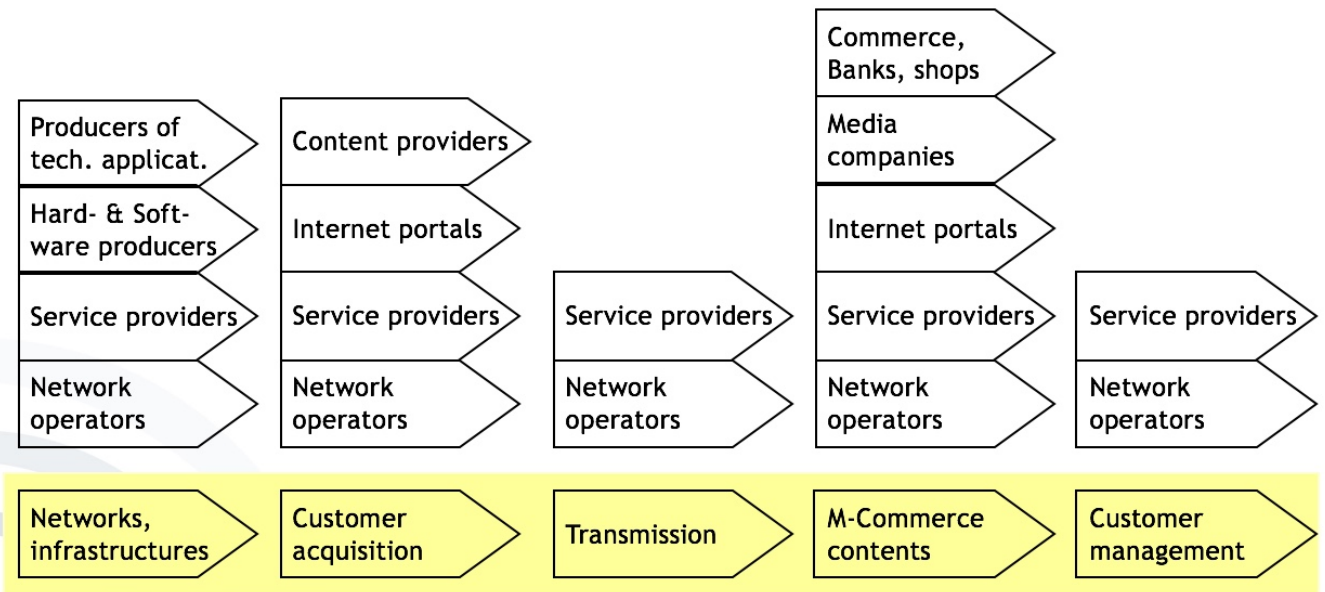 Commerce,
Banks, shops
Producers of
tech. applicat.
Content providers
Media
companies
Hard- & Soft-
ware producers
Internet portals
Internet portals
Service providers
Service providers
Service providers
Service providers
Service providers
Network
operators
Network
operators
Network
operators
Network
operators
Network
operators
Networks,
infrastructures
Customer
acquisition
Transmission
M-Commerce
contents
Customer
management